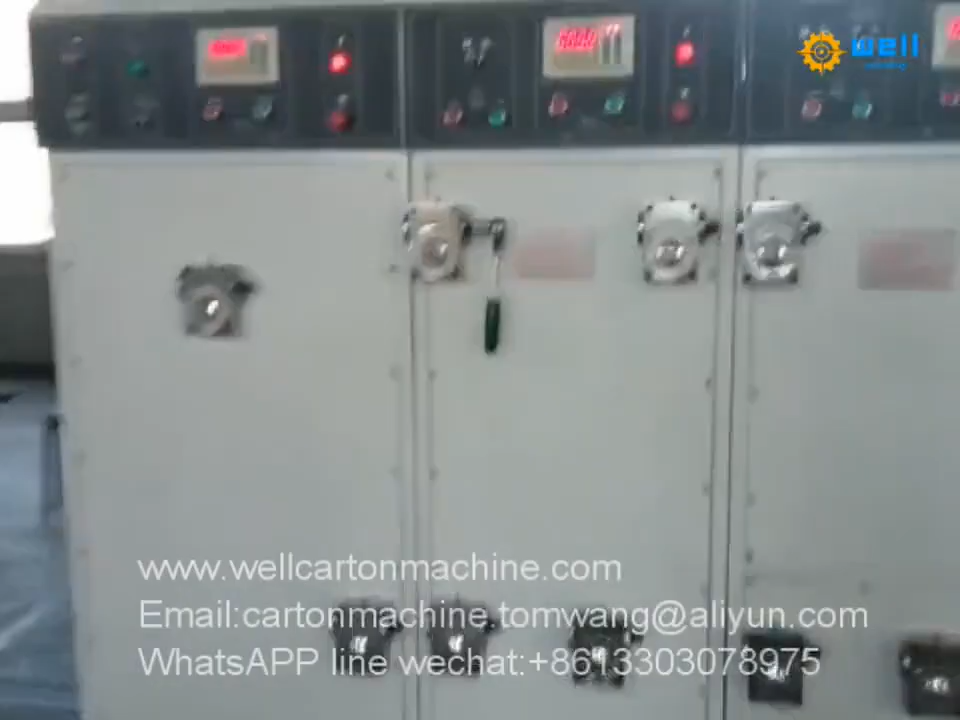 well
www.wellcartonmachine.com
Email:cartonmachine.tomwang@aliyun.com
WhatsAPP line wechat:+8613303078975